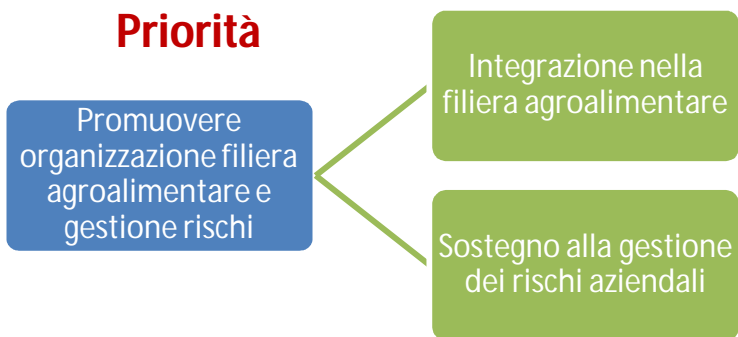 Priorità
Promuovere
organizzazione filiera
agroalimentare e
gestione rischi
Integrazione nella
filiera agroalimentare
Sostegno alla gestione
dei rischi aziendali